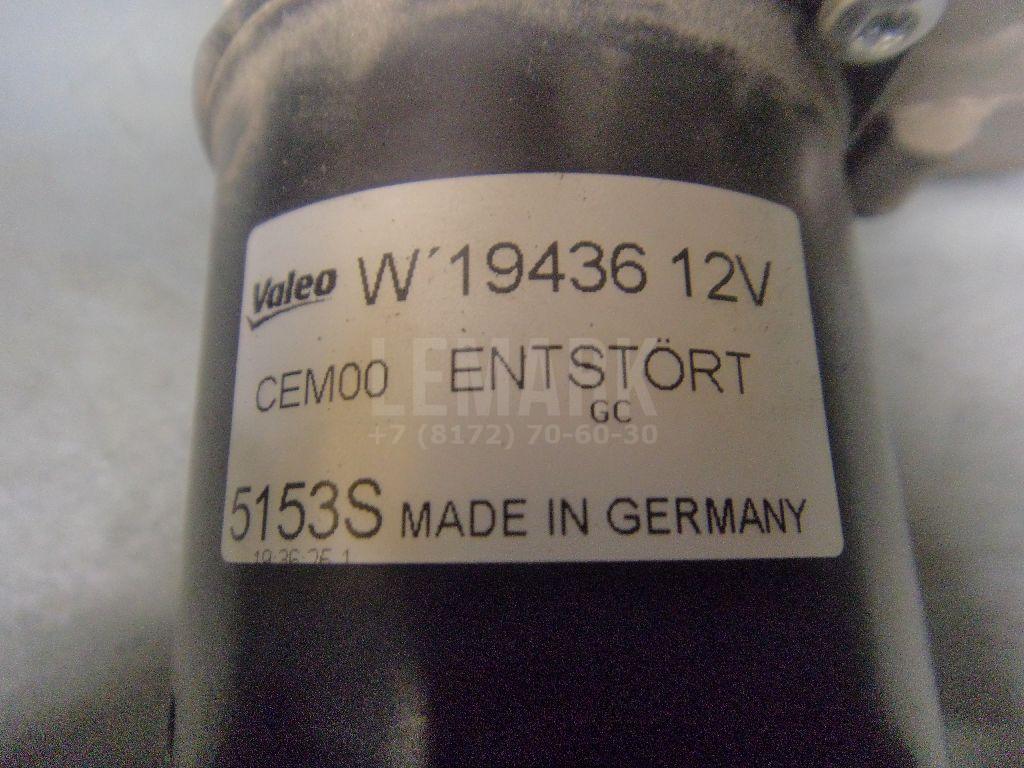 Valeo W´19436 12V
CEM00 ENTSTÖRT
GC
LEMARK
+7 (8172) 70-60-30
5153S MADE IN GERMANY